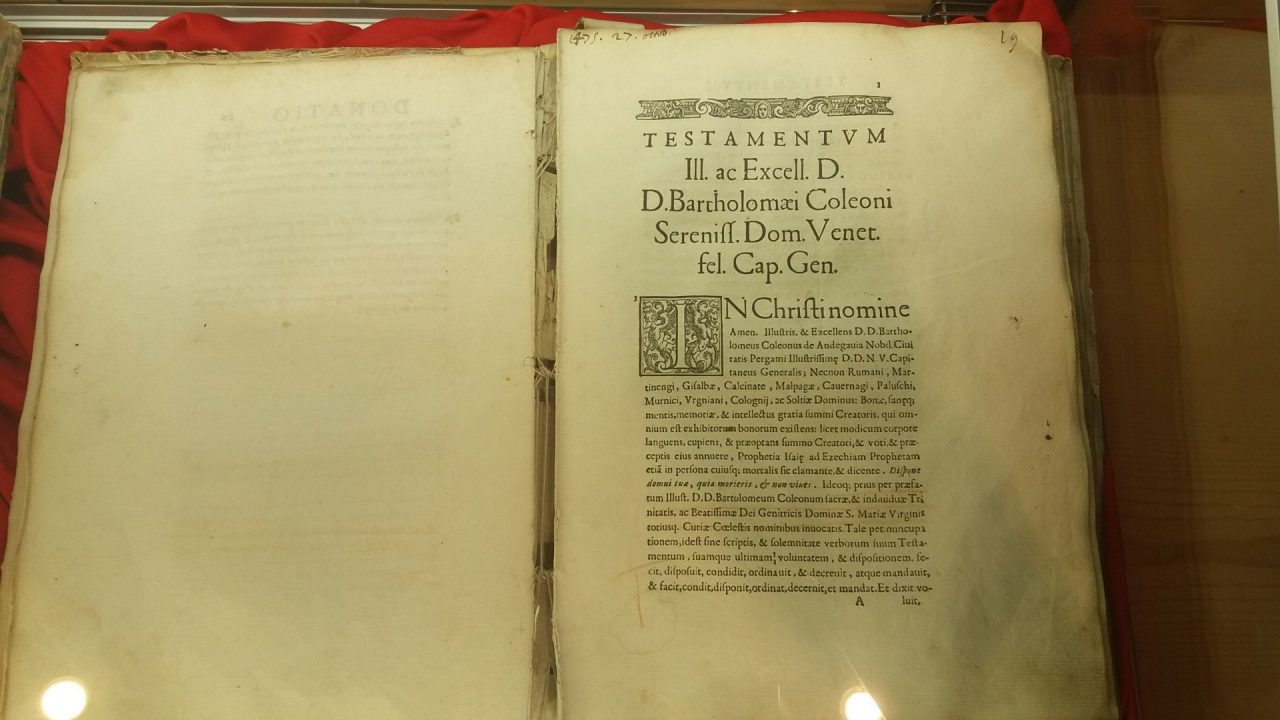 DONATIO
1475. 27.
19
1
TESTAMENTVM
Ill. ac Excell. D.
D. Bartholomæi Coleoni
Sereniſſ. Dom. Venet.
fel. Cap. Gen.
IN Chriſti nomine
Amen. Illuſtris. & Excellens D. D. Bartho-
lomeus Coleonus de Andegauia Nobil. Ciui
tatis Pergami Illuſtriſſimę D. D. N. V. Capi-
taneus Generalis; Necnon Rumani, Mar-
tinengi, Giſalbæ, Calcinate, Malpagæ, Cauernagi, Paluſchi,
Murnici, Vrgniani, Colognij, ac Soltiæ Dominus: Bonæ, ſanęq;
mentis, memoriæ, & intellectus gratia ſummi Creatoris, qui om-
nium eſt exhibitorum bonorum exiſtens: licet modicum corpore
languens, cupiens, & præoptans ſummo Creatori, & voti, & præ-
ceptis eius annuere, Prophetia Iſaię ad Ezechiam Prophetam
etiã in perſona cuiuſq; mortalis ſic clamante, & dicente. Diſpone
domui tuæ, quia morieris, & non viues. Ideoq; prius per præfa-
tum Illuſt. D. D. Bartolomeum Coleonum ſacræ, & indiuiduæ Tri
nitatis, ac Beatiſſimæ Dei Genitricis Dominæ S. Mariæ Virginis
totiuſq. Curiæ Cœleſtis nominibus inuocatis. Tale per nuncupa
tionem, ideſt ſine ſcriptis, & ſolemnitate verborum ſuum Teſta-
mentum, ſuamque ultimam voluntatem, & diſpoſitionem. fe-
cit, diſpoſuit, condidit, ordinauit, & decreuit, atque mandauit,
& facit, condit, diſponit, ordinat, decernit, et mandat. Et dixit vo-
A luit,